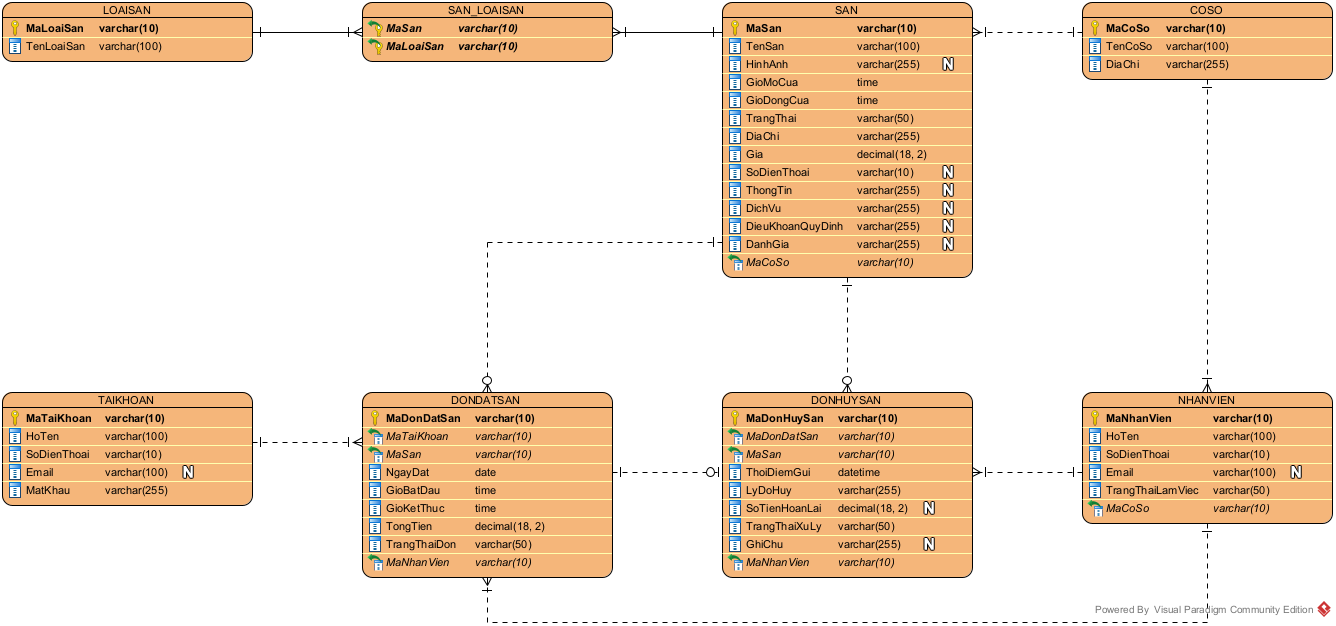 LOAISAN
MaLoaiSan varchar(10)
TenLoaiSan varchar(100)
SAN_LOAISAN
MaSan varchar(10)
MaLoaiSan varchar(10)
SAN
MaSan varchar(10)
TenSan varchar(100)
HinhAnh varchar(255) N
GioMoCua time
GioDongCua time
TrangThai varchar(50)
DiaChi varchar(255)
Gia decimal(18, 2)
SoDienThoai varchar(10) N
ThongTin varchar(255) N
DichVu varchar(255) N
DieuKhoanQuyDinh varchar(255) N
DanhGia varchar(255) N
MaCoSo varchar(10)
COSO
MaCoSo varchar(10)
TenCoSo varchar(100)
DiaChi varchar(255)
TAIKHOAN
MaTaiKhoan varchar(10)
HoTen varchar(100)
SoDienThoai varchar(10)
Email varchar(100) N
MatKhau varchar(255)
DONDATSAN
MaDonDatSan varchar(10)
MaTaiKhoan varchar(10)
MaSan varchar(10)
NgayDat date
GioBatDau time
GioKetThuc time
TongTien decimal(18, 2)
TrangThaiDon varchar(50)
MaNhanVien varchar(10)
DONHUYSAN
MaDonHuySan varchar(10)
MaDonDatSan varchar(10)
MaSan varchar(10)
ThoiDiemGui datetime
LyDoHuy varchar(255)
SoTienHoanLai decimal(18, 2) N
TrangThaiXuLy varchar(50)
GhiChu varchar(255) N
MaNhanVien varchar(10)
NHANVIEN
MaNhanVien varchar(10)
HoTen varchar(100)
SoDienThoai varchar(10)
Email varchar(100) N
TrangThaiLamViec varchar(50)
MaCoSo varchar(10)
Powered By Visual Paradigm Community Edition